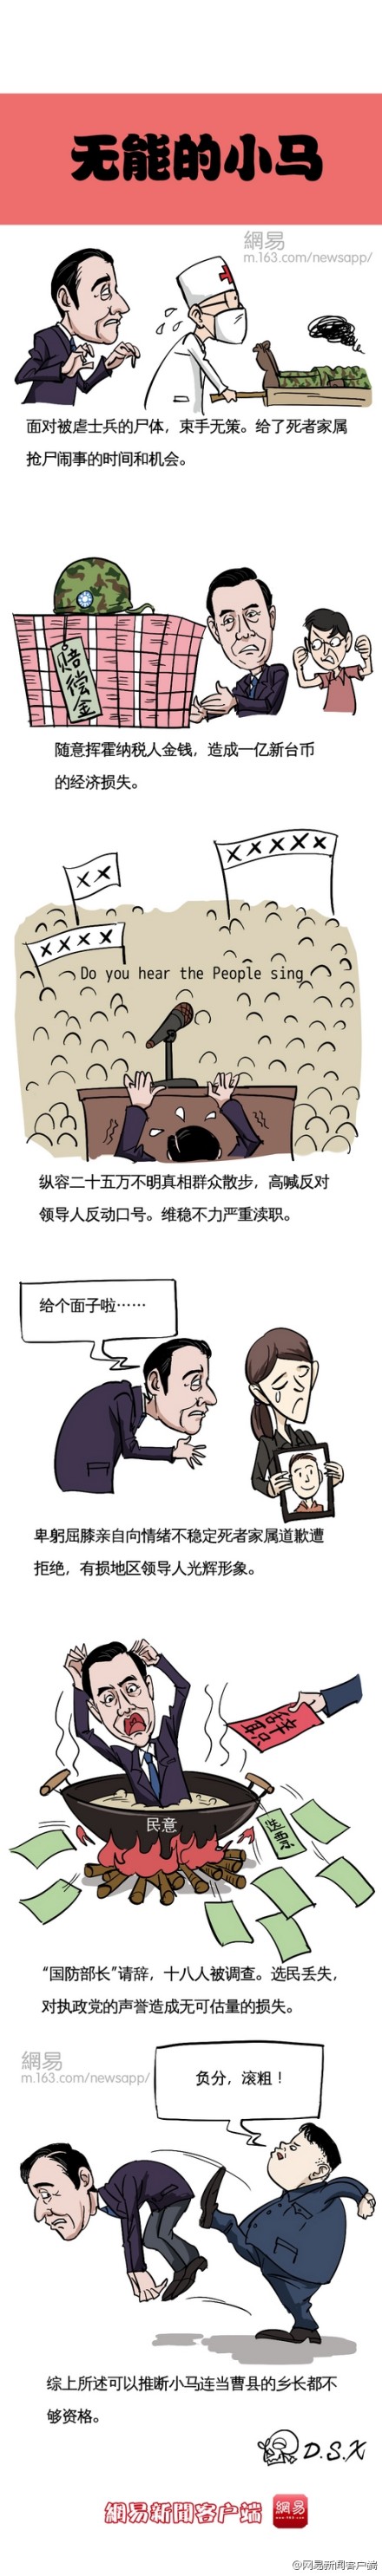 无能的小马
網易
m.163.com/newsapp/
面对被虐士兵的尸体，束手无策。给了死者家属
抢尸闹事的时间和机会。
赔偿金
随意挥霍纳税人金钱，造成一亿新台币
的经济损失。
XX
XXXXX
XXXX
Do you hear the People sing
纵容二十五万不明真相群众散步，高喊反对
领导人反动口号。维稳不力严重渎职。
给个面子啦……
卑躬屈膝亲自向情绪不稳定死者家属道歉遭
拒绝，有损地区领导人光辉形象。
辞职
民意
选票
“国防部长”请辞，十八人被调查。选民丢失，
对执政党的声誉造成无可估量的损失。
網易
m.163.com/newsapp/
负分，滚粗！
综上所述可以推断小马连当曹县的乡长都不
够资格。
D.S.X
網易新聞客户端
網易
@网易新闻客户端